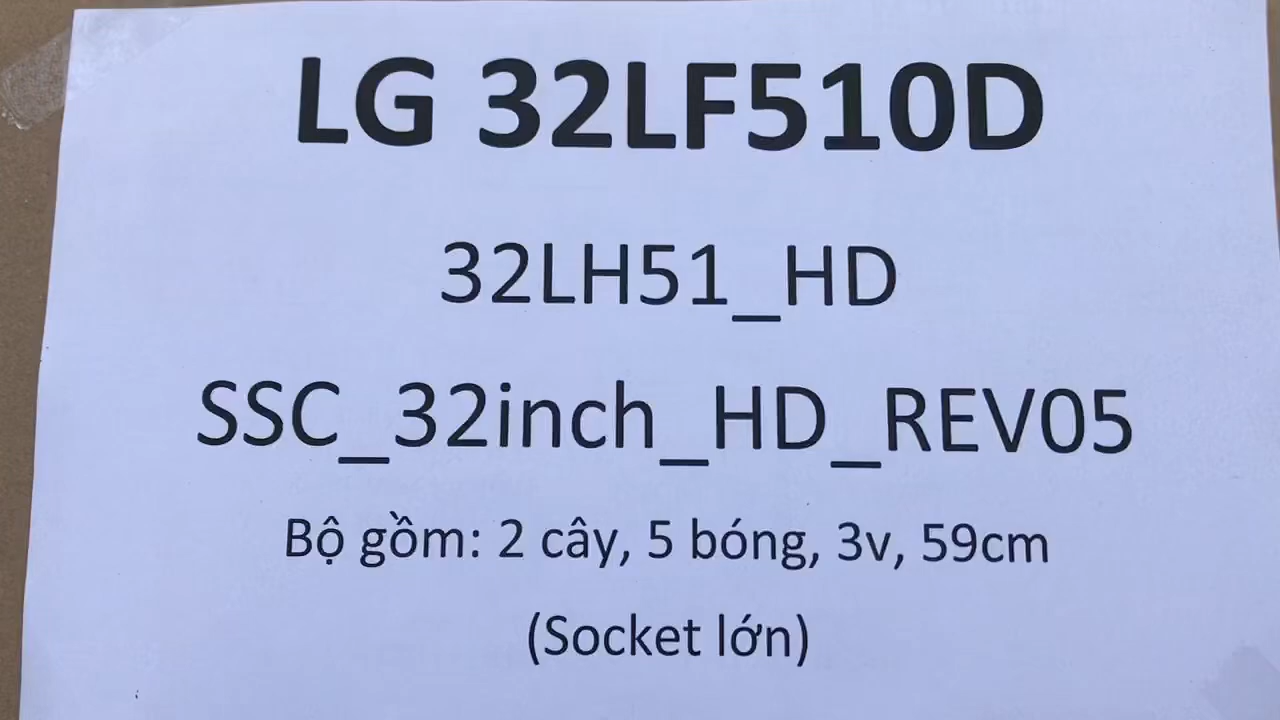 LG 32LF510D
32LH51_HD
SSC_32inch_HD_REV05
Bộ gồm: 2 cây, 5 bóng, 3v, 59cm
(Socket lớn)